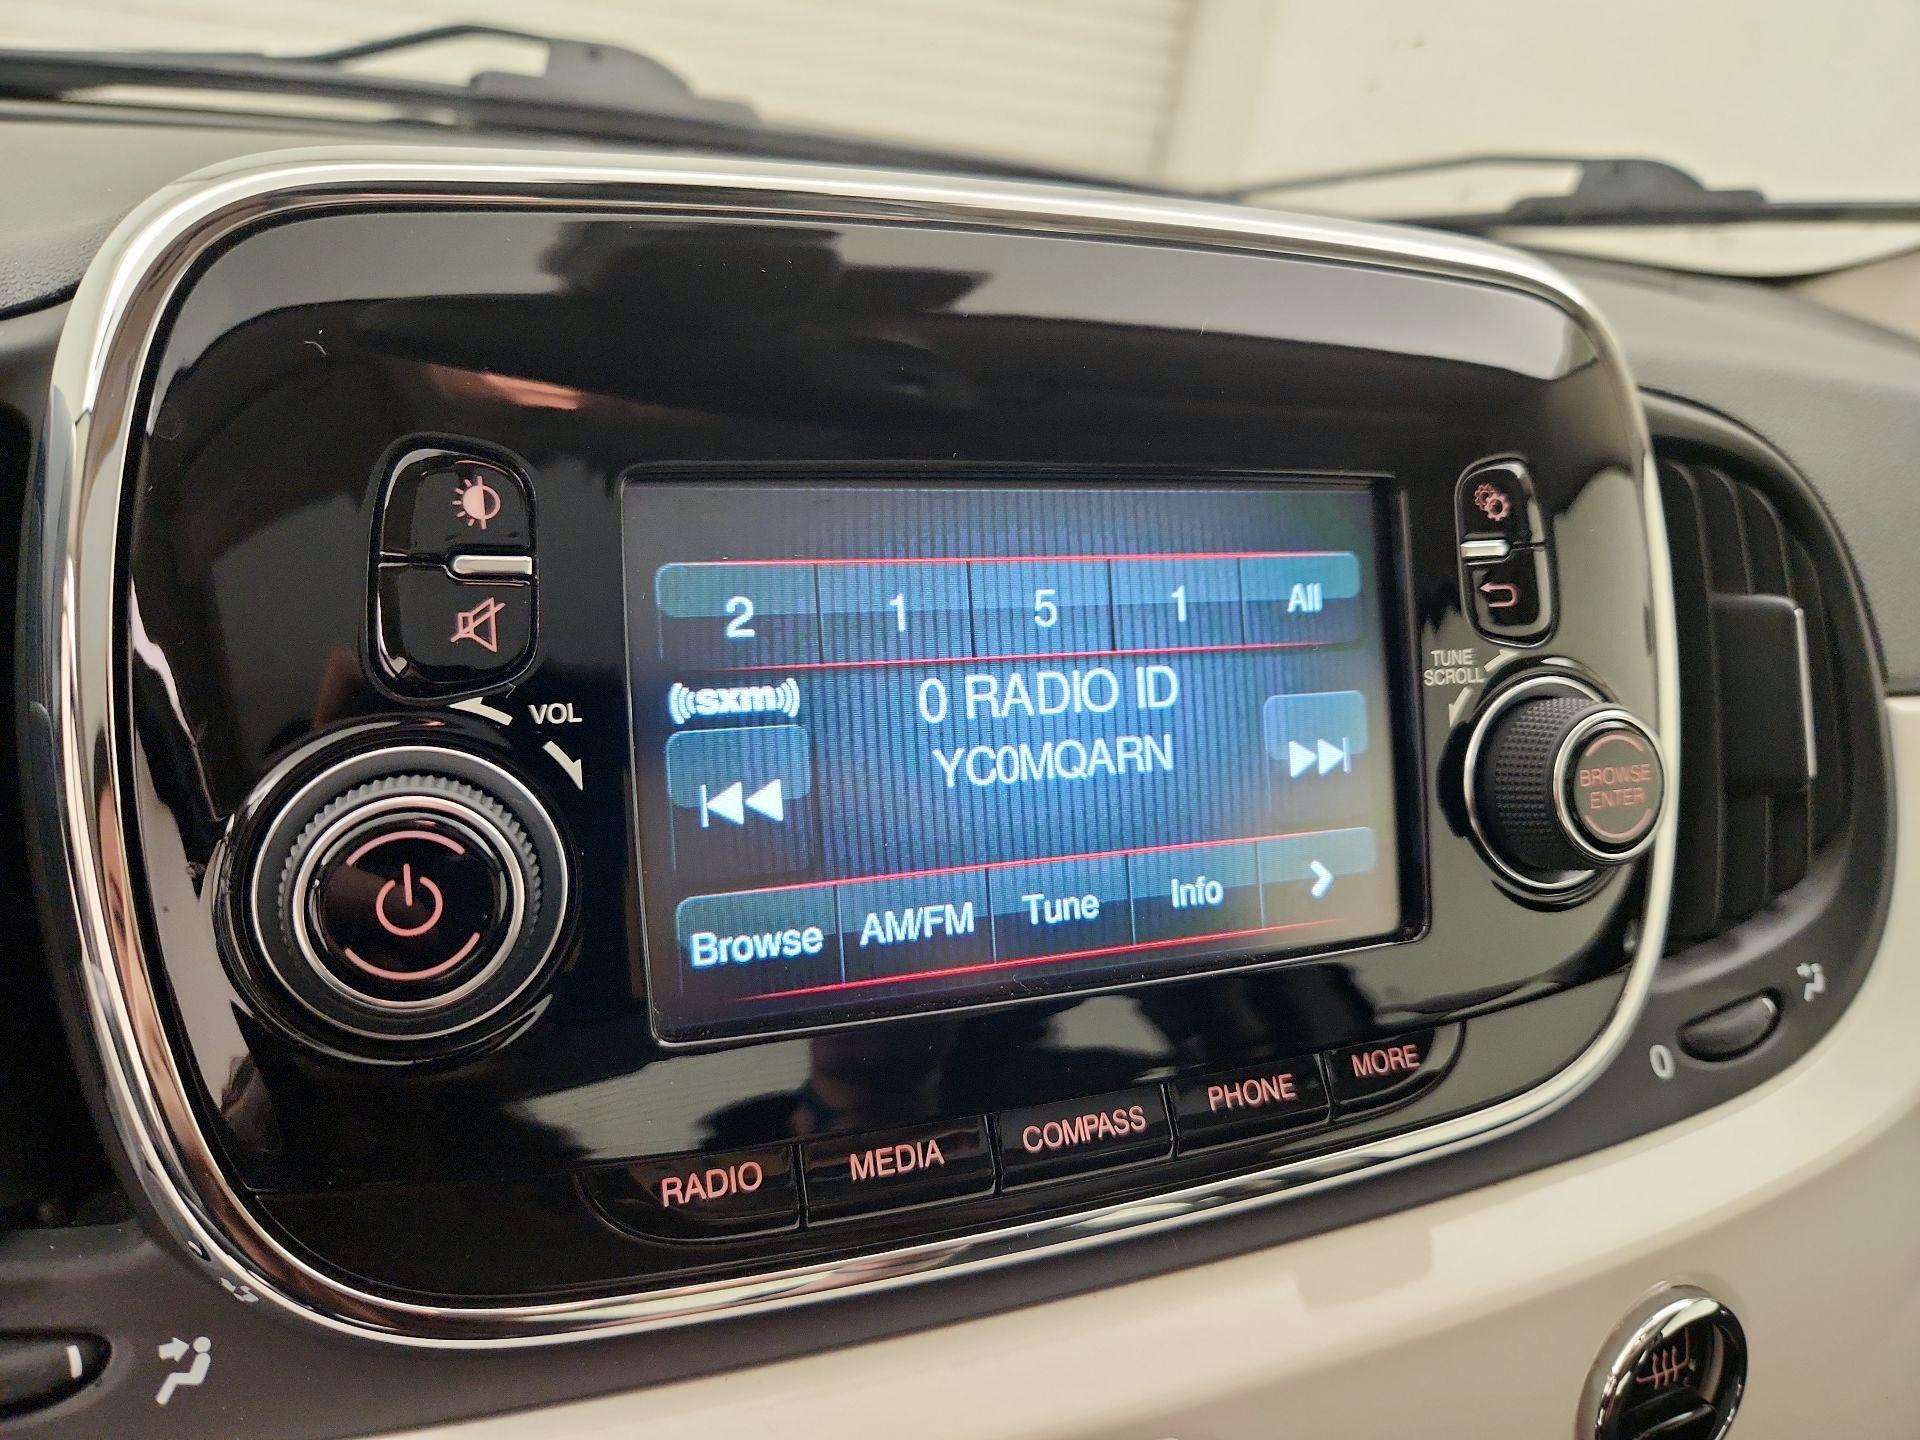 2 1 5 1 All
((sxm)) 0 RADIO ID
YC0MQARN
Browse AM/FM Tune Info >
VOL
TUNE
SCROLL
BROWSE
ENTER
RADIO MEDIA COMPASS PHONE MORE
0